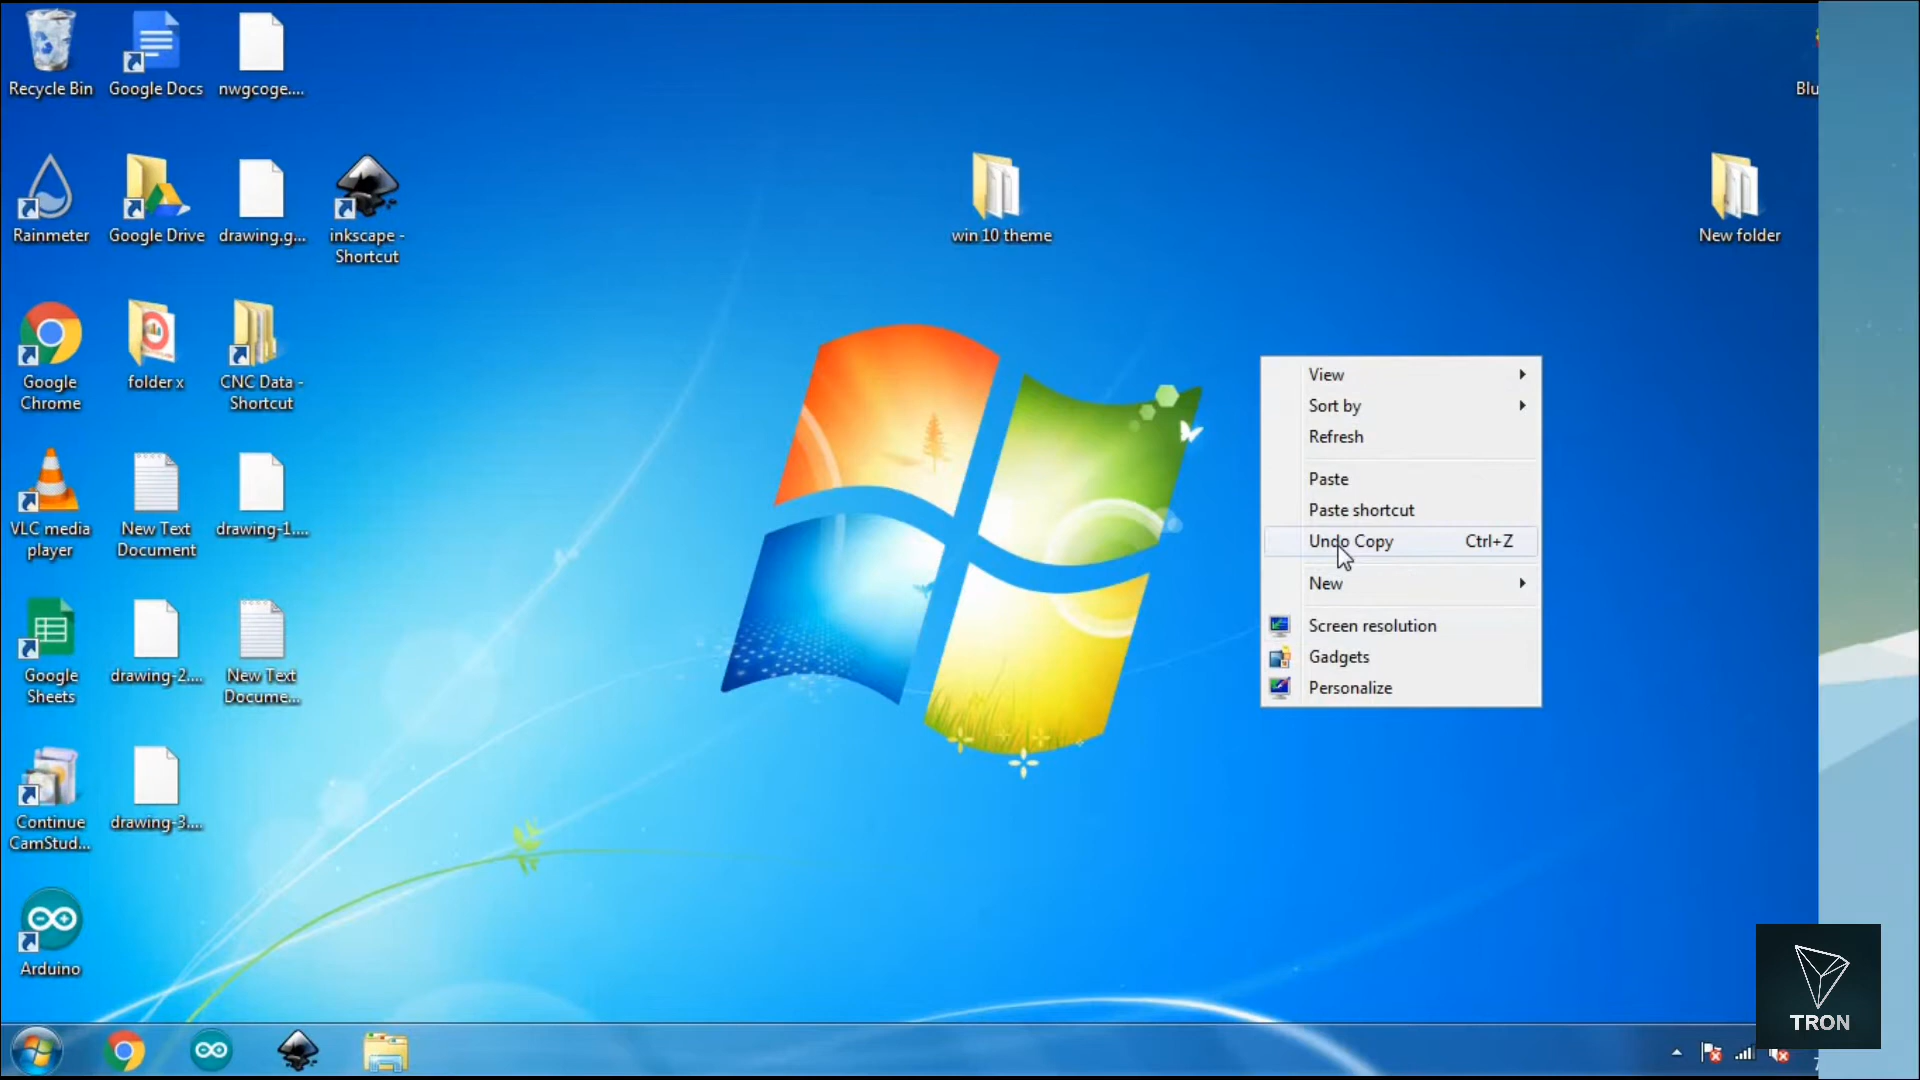 Recycle Bin
Google Docs
nwgcoge....
Blu
Rainmeter
Google Drive
drawing.g...
inkscape -
Shortcut
win 10 theme
New folder
Google
Chrome
folder x
CNC Data -
Shortcut
View
Sort by
Refresh
Paste
Paste shortcut
Undo Copy Ctrl+Z
New
Screen resolution
Gadgets
Personalize
VLC media
player
New Text
Document
drawing-1....
Google
Sheets
drawing-2....
New Text
Docume...
Continue
CamStud...
drawing-3....
Arduino
TRON